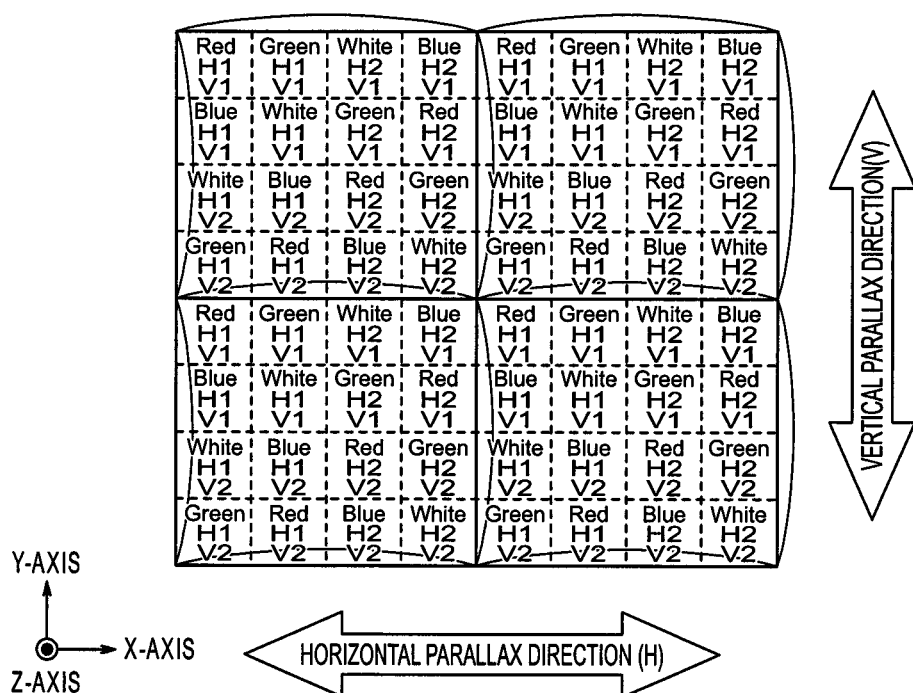 Red Green White Blue Red Green White Blue
H1 H1 H2 H2 H1 H1 H2 H2
V1 V1 V1 V1 V1 V1 V1 V1
Blue White Green Red Blue White Green Red
H1 H1 H2 H2 H1 H1 H2 H2
V1 V1 V1 V1 V1 V1 V1 V1
White Blue Red Green White Blue Red Green
H1 H1 H2 H2 H1 H1 H2 H2
V2 V2 V2 V2 V2 V2 V2 V2
Green Red Blue White Green Red Blue White
H1 H1 H2 H2 H1 H1 H2 H2
V2 V2 V2 V2 V2 V2 V2 V2
Red Green White Blue Red Green White Blue
H1 H1 H2 H2 H1 H1 H2 H2
V1 V1 V1 V1 V1 V1 V1 V1
Blue White Green Red Blue White Green Red
H1 H1 H2 H2 H1 H1 H2 H2
V1 V1 V1 V1 V1 V1 V1 V1
White Blue Red Green White Blue Red Green
H1 H1 H2 H2 H1 H1 H2 H2
V2 V2 V2 V2 V2 V2 V2 V2
Green Red Blue White Green Red Blue White
H1 H1 H2 H2 H1 H1 H2 H2
V2 V2 V2 V2 V2 V2 V2 V2
VERTICAL PARALLAX DIRECTION(V)
Y-AXIS
X-AXIS
Z-AXIS
HORIZONTAL PARALLAX DIRECTION (H)